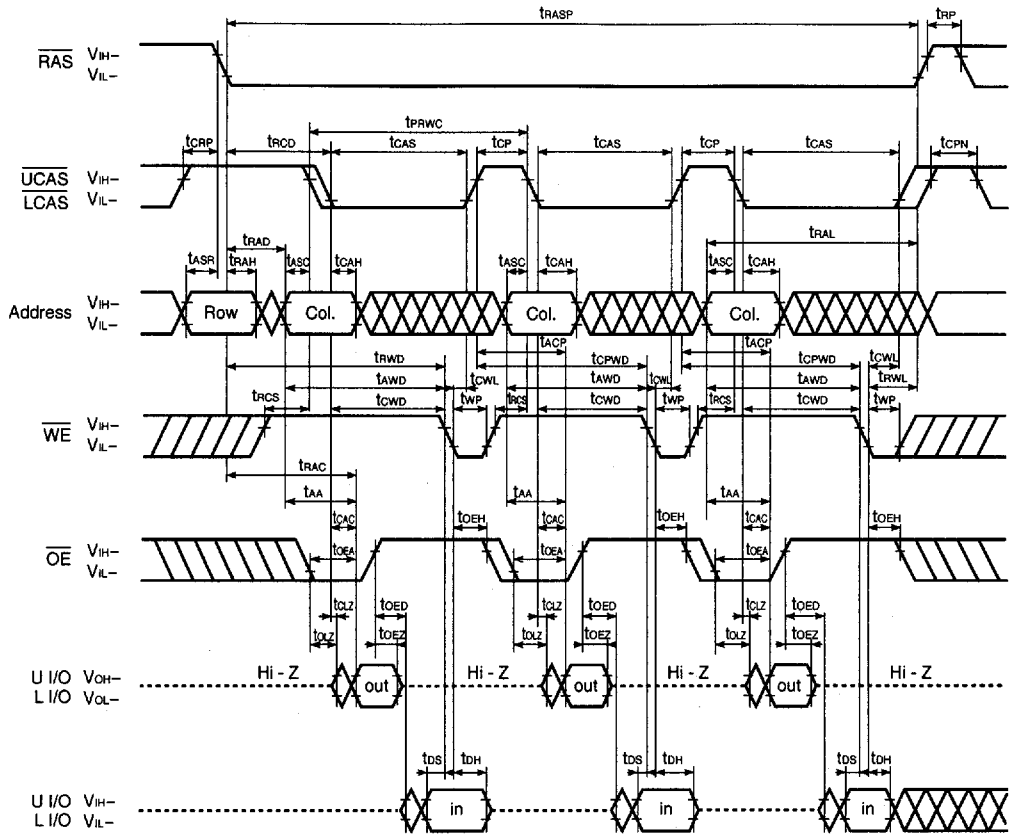 tRASP tRP
RAS VIH–
VIL–
tPRWC
tCRP tRCD tCAS tCP tCAS tCP tCAS tCPN
UCAS VIH–
LCAS VIL–
tRAD tRAL
tASR tRAH tASC tCAH tASC tCAH tASC tCAH
Address VIH–
VIL–
Row Col. Col. Col.
tACP tACP
tRWD tCPWD tCPWD tCWL
tAWD tCWL tAWD tCWL tAWD tRWL
tRCS tCWD tWP tRCS tCWD tWP tRCS tCWD tWP
WE VIH–
VIL–
tRAC
tAA tAA tAA
tCAC tOEH tCAC tOEH tCAC tOEH
OE VIH–
VIL–
tOEA tOEA tOEA
tCLZ tOED tCLZ tOED tCLZ tOED
tOLZ tOEZ tOLZ tOEZ tOLZ tOEZ
Hi - Z Hi - Z Hi - Z Hi - Z
U I/O VOH–
L I/O VOL–
out out out
tDS tDH tDS tDH tDS tDH
U I/O VIH–
L I/O VIL–
in in in